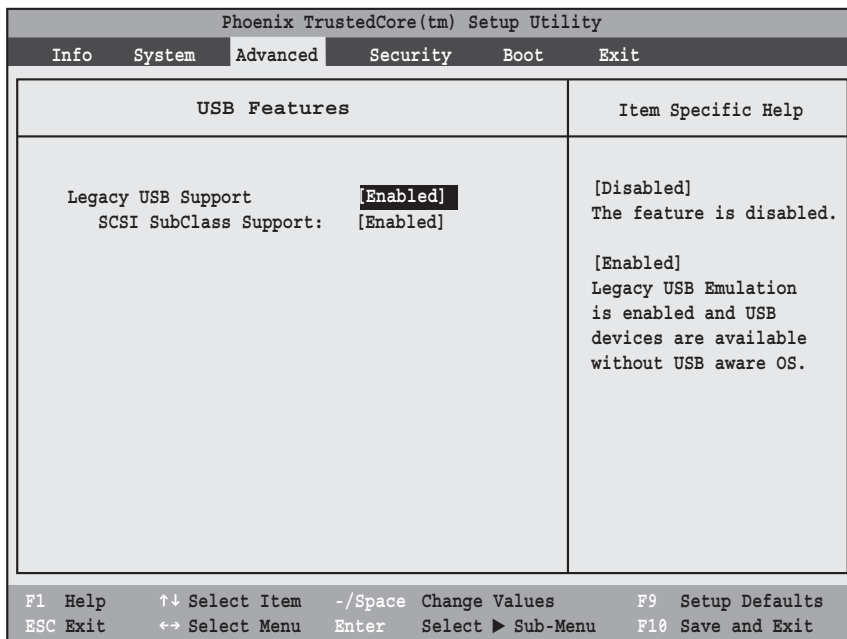 Phoenix TrustedCore(tm) Setup Utility
Info System Advanced Security Boot Exit
USB Features
Item Specific Help
Legacy USB Support [Enabled]
SCSI SubClass Support: [Enabled]
[Disabled]
The feature is disabled.
[Enabled]
Legacy USB Emulation
is enabled and USB
devices are available
without USB aware OS.
F1 Help ↑↓ Select Item -/Space Change Values F9 Setup Defaults
ESC Exit ←→ Select Menu Enter Select ▶ Sub-Menu F10 Save and Exit